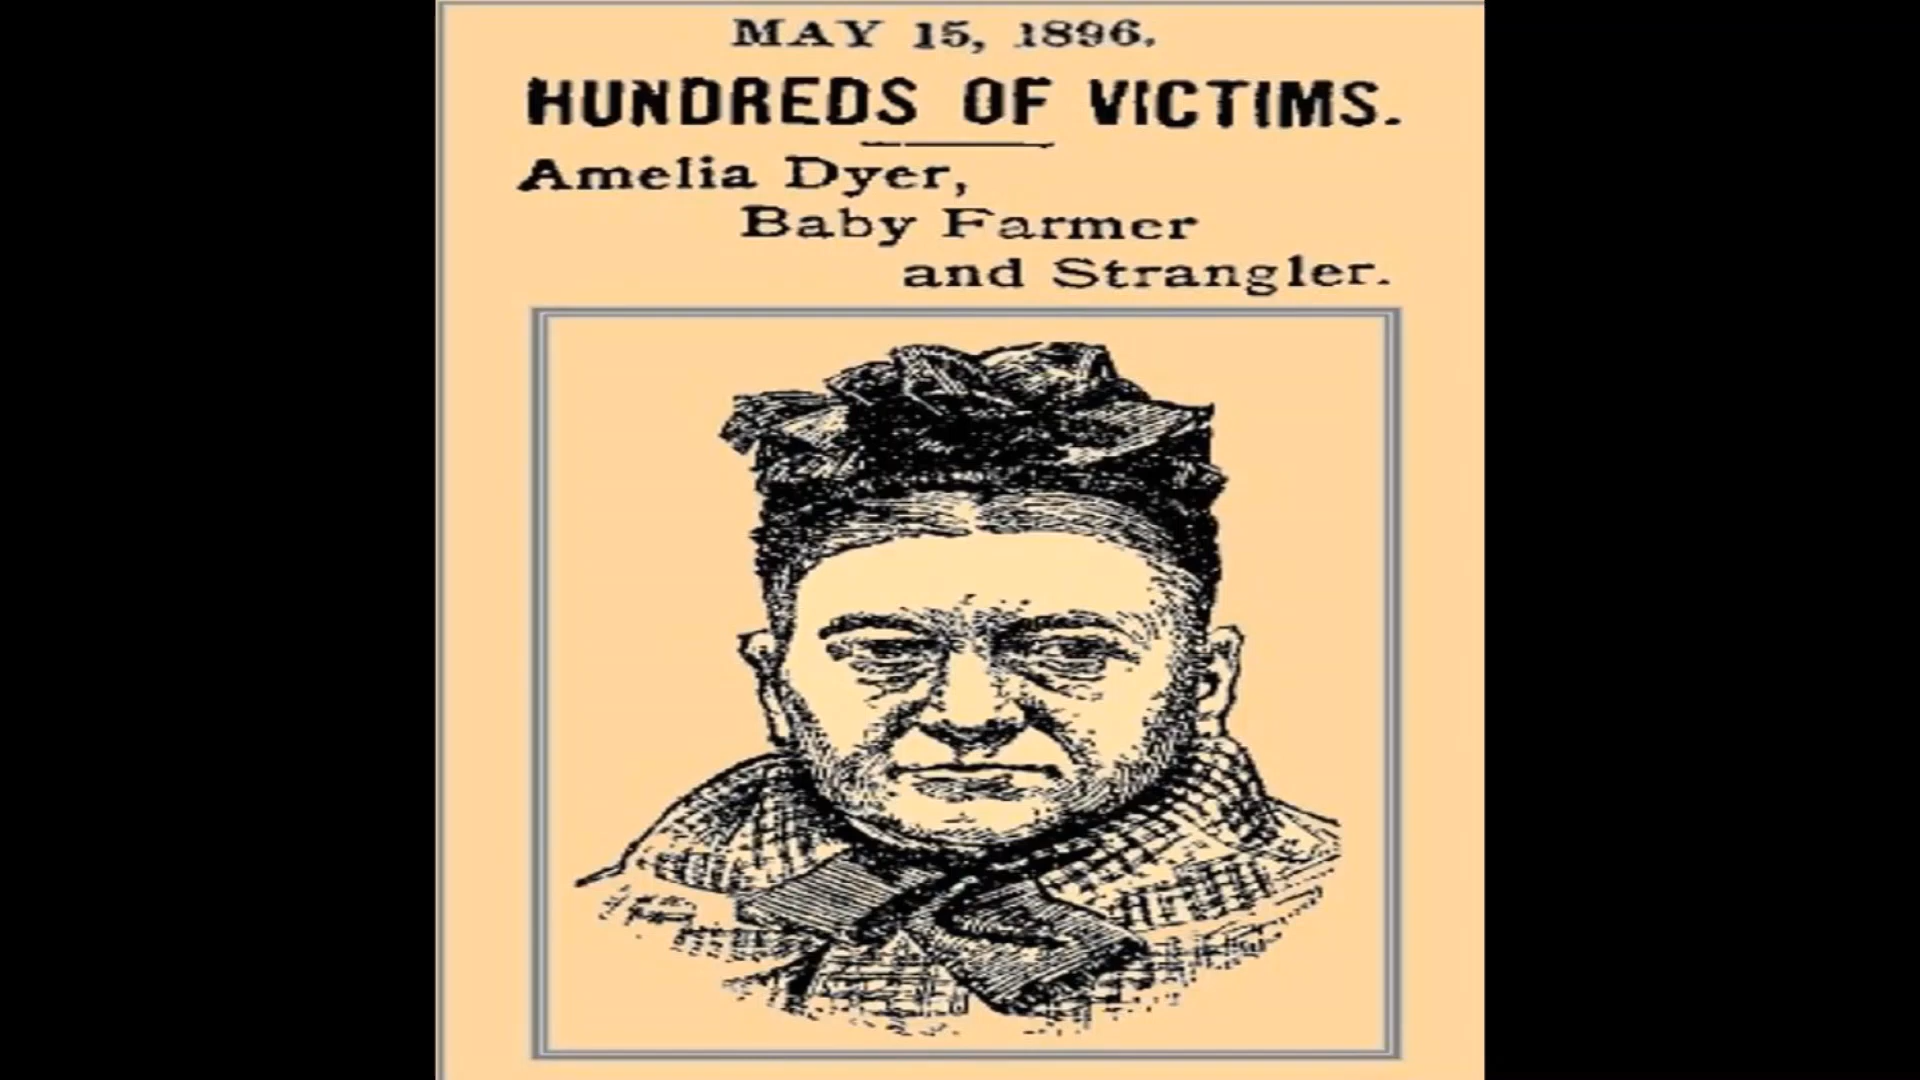 MAY 15, 1896.
HUNDREDS OF VICTIMS.
Amelia Dyer,
Baby Farmer
and Strangler.